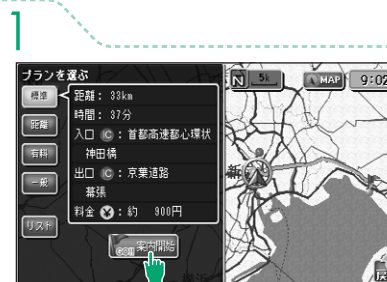 1
プランを選ぶ
標準
距離
有料
一般
リスト
距離： 33km
時間： 37分
入口 Ⓒ：首都高速都心環状
神田橋
出口 Ⓒ：京葉道路
幕張
料金 ¥：約 900円
案内開始
N 5k MAP 9:02
新